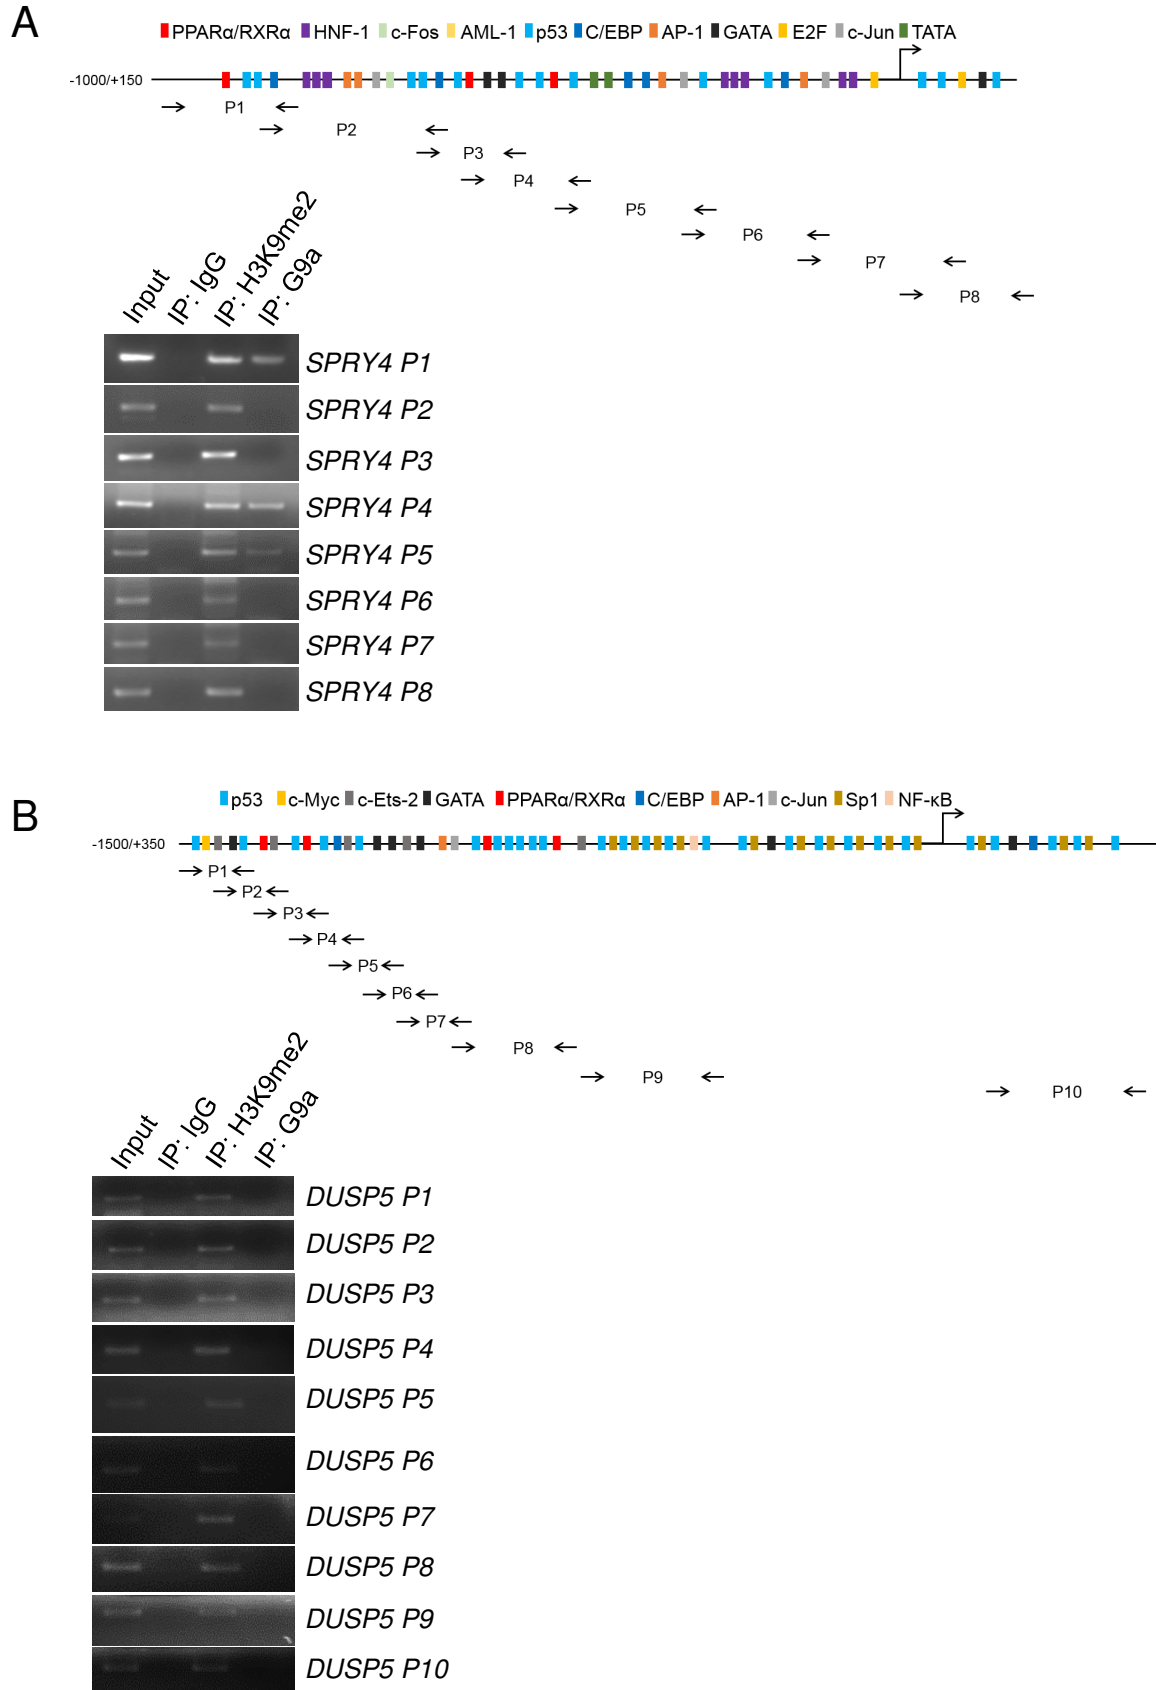 A
PPARα/RXRα HNF-1 c-Fos AML-1 p53 C/EBP AP-1 GATA E2F c-Jun TATA
-1000/+150
P1
P2
P3
P4
P5
P6
P7
P8
Input IP: IgG IP: H3K9me2 IP: G9a
SPRY4 P1
SPRY4 P2
SPRY4 P3
SPRY4 P4
SPRY4 P5
SPRY4 P6
SPRY4 P7
SPRY4 P8
B
p53 c-Myc c-Ets-2 GATA PPARα/RXRα C/EBP AP-1 c-Jun Sp1 NF-κB
-1500/+350
P1
P2
P3
P4
P5
P6
P7
P8
P9
P10
Input IP: IgG IP: H3K9me2 IP: G9a
DUSP5 P1
DUSP5 P2
DUSP5 P3
DUSP5 P4
DUSP5 P5
DUSP5 P6
DUSP5 P7
DUSP5 P8
DUSP5 P9
DUSP5 P10